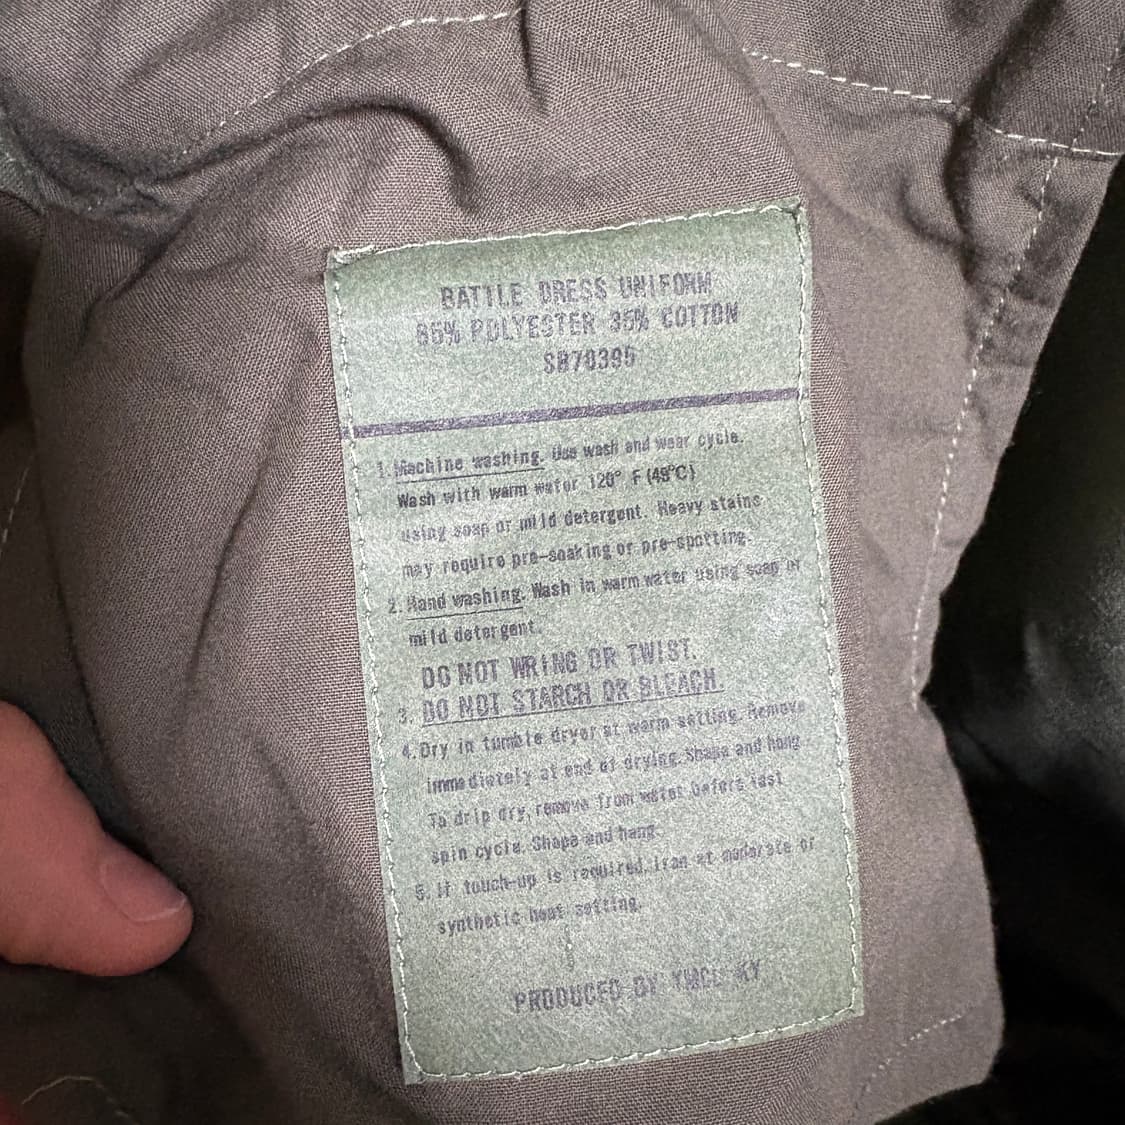 BATTLE DRESS UNIFORM
65% POLYESTER 35% COTTON
SB70395
1. Machine washing. Use wash and wear cycle.
Wash with warm water 120° F (49°C)
using soap or mild detergent. Heavy stains
may require pre-soaking or pre-spotting.
2. Hand washing. Wash in warm water using soap or
mild detergent.
DO NOT WRING OR TWIST.
3. DO NOT STARCH OR BLEACH.
4. Dry in tumble dryer at warm setting. Remove
immediately at end of drying. Shape and hang.
To drip dry, remove from water before last
spin cycle. Shape and hang.
5. If touch-up is required, iron at moderate or
synthetic heat setting.
PRODUCED BY YMCL KY